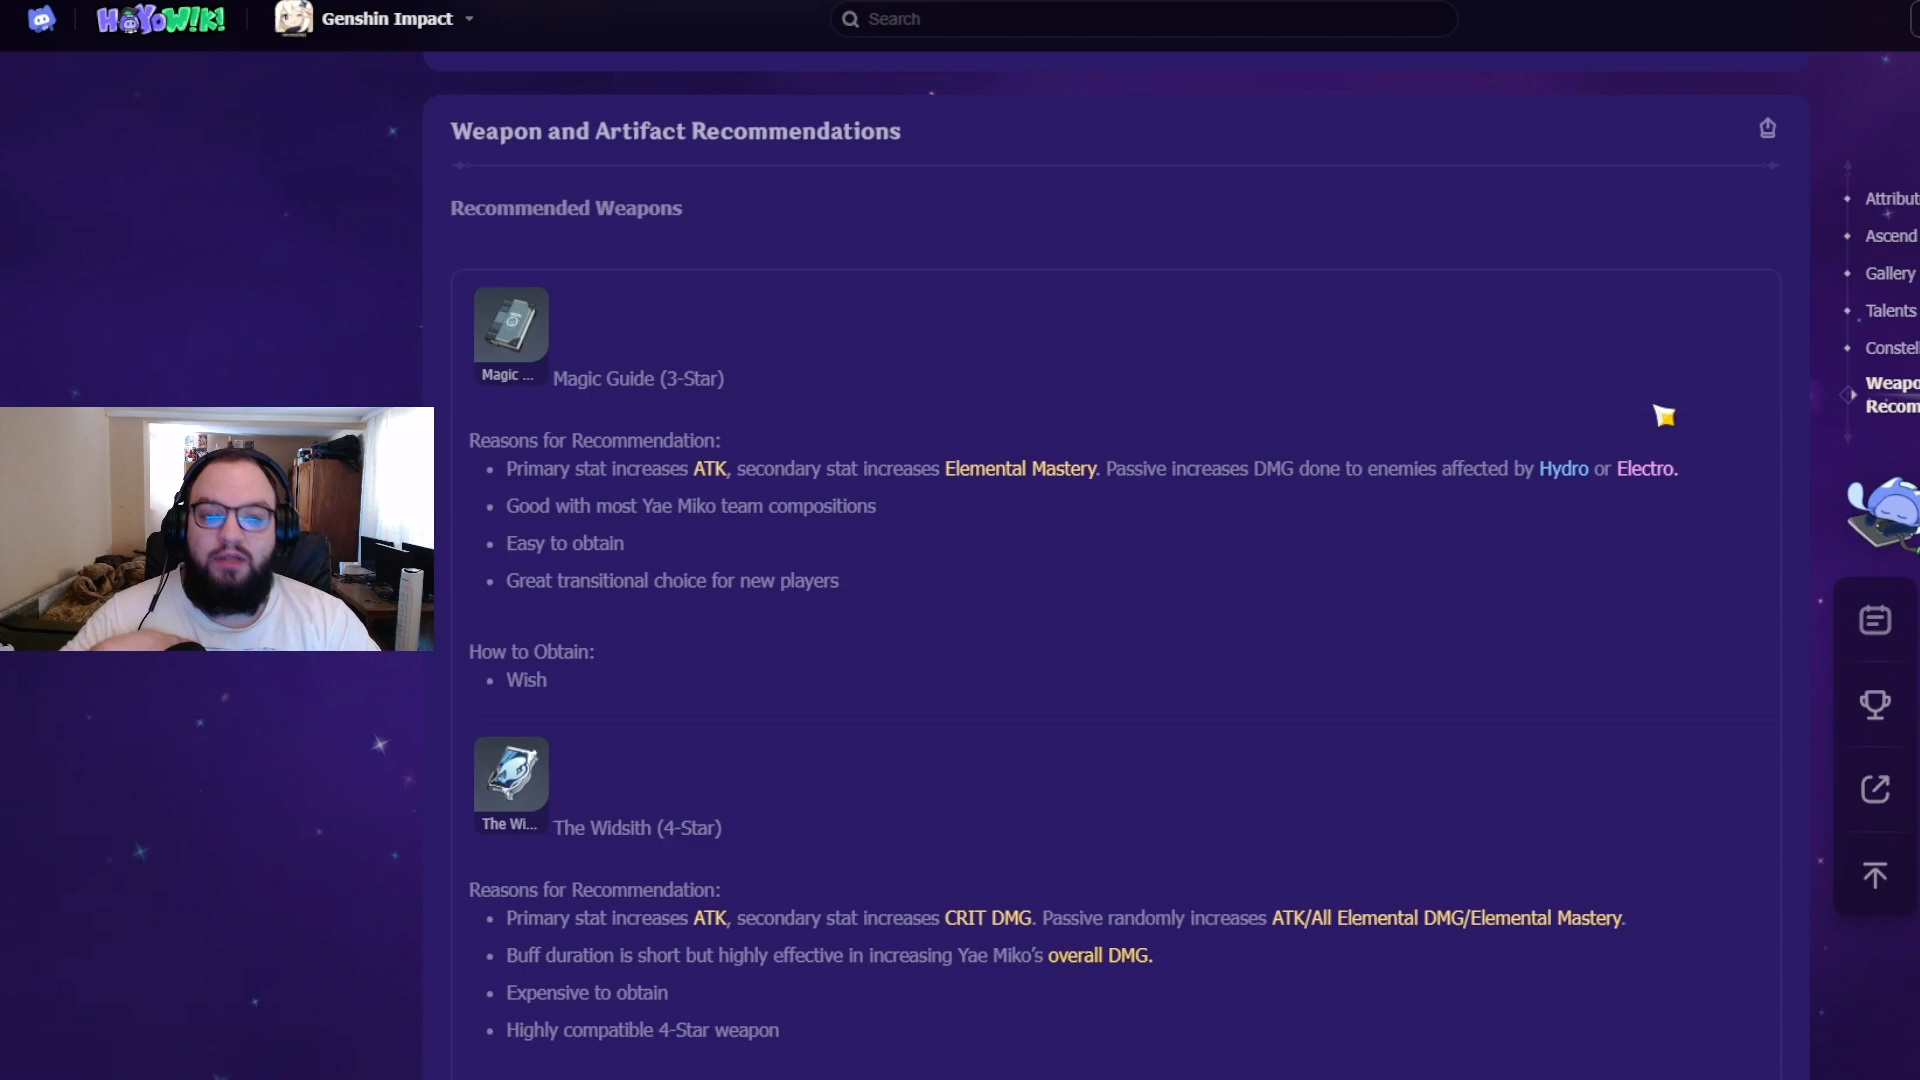 HoYoWiki
Genshin Impact
Search
Weapon and Artifact Recommendations
Recommended Weapons
Magic ...
Magic Guide (3-Star)
Reasons for Recommendation:
• Primary stat increases ATK, secondary stat increases Elemental Mastery. Passive increases DMG done to enemies affected by Hydro or Electro.
• Good with most Yae Miko team compositions
• Easy to obtain
• Great transitional choice for new players
How to Obtain:
• Wish
The Wi...
The Widsith (4-Star)
Reasons for Recommendation:
• Primary stat increases ATK, secondary stat increases CRIT DMG. Passive randomly increases ATK/All Elemental DMG/Elemental Mastery.
• Buff duration is short but highly effective in increasing Yae Miko’s overall DMG.
• Expensive to obtain
• Highly compatible 4-Star weapon
Attribut
Ascend
Gallery
Talents
Constell
Weapo
Recom